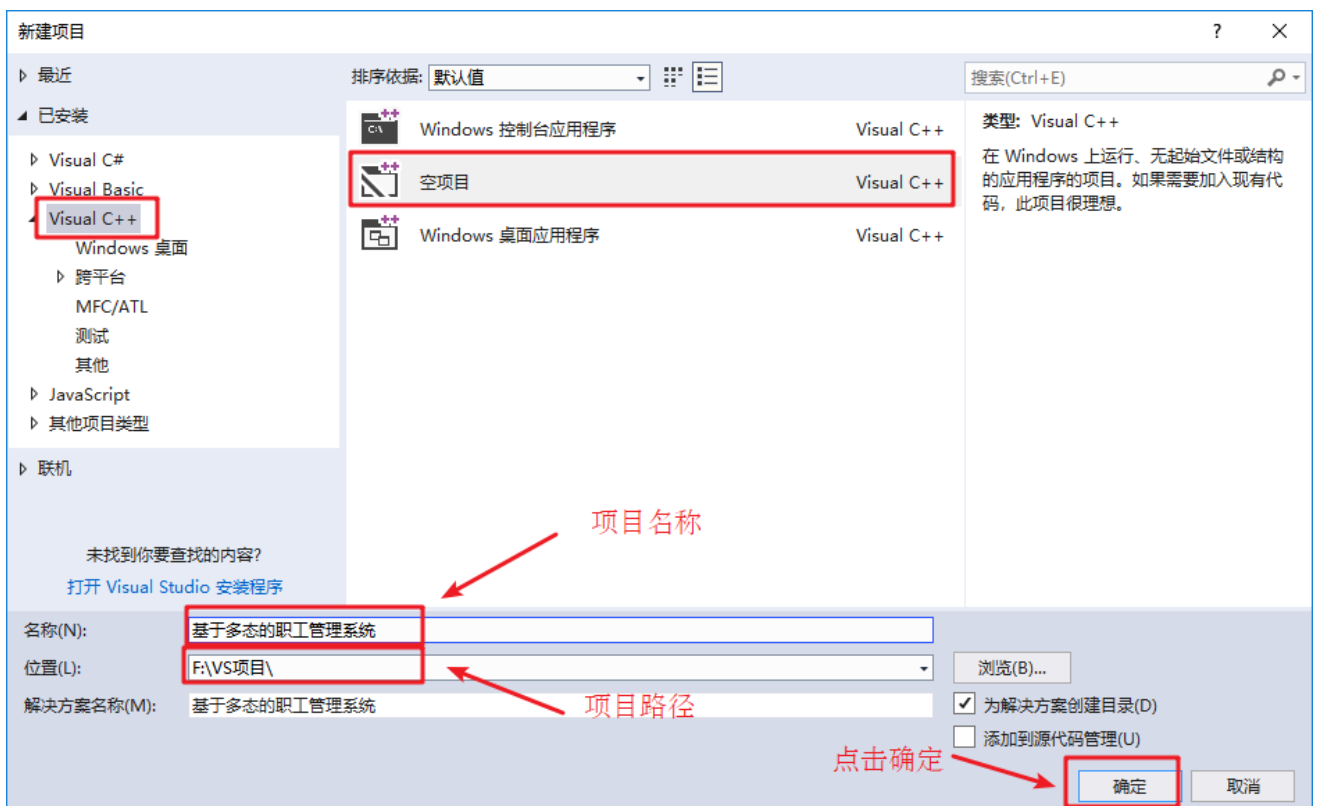 新建项目
?
最近
已安装
Visual C#
Visual Basic
Visual C++
Windows 桌面
跨平台
MFC/ATL
测试
其他
JavaScript
其他项目类型
联机
未找到你要查找的内容?
打开 Visual Studio 安装程序
排序依据: 默认值
Windows 控制台应用程序 Visual C++
空项目 Visual C++
Windows 桌面应用程序 Visual C++
搜索(Ctrl+E)
类型: Visual C++
在 Windows 上运行、无起始文件或结构
的应用程序的项目。如果需要加入现有代
码，此项目很理想。
项目名称
名称(N): 基于多态的职工管理系统
位置(L): F:\VS项目\ 浏览(B)...
项目路径
解决方案名称(M): 基于多态的职工管理系统 为解决方案创建目录(D)
添加到源代码管理(U)
点击确定
确定 取消